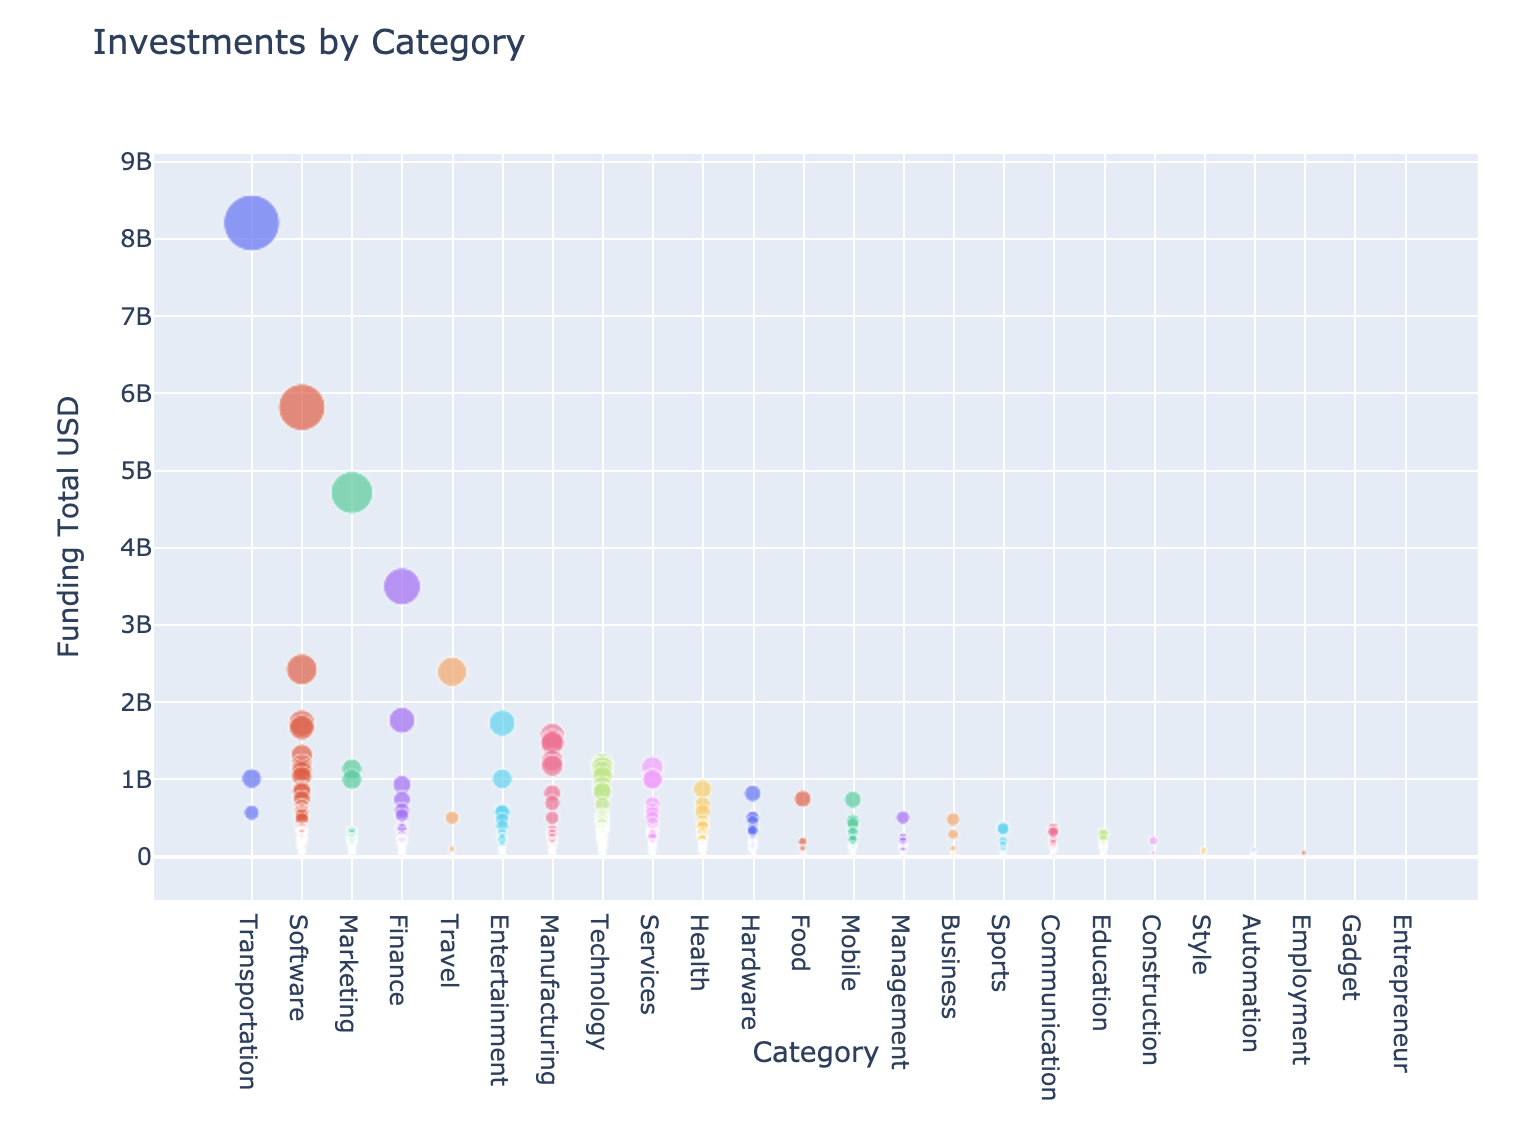 Investments by Category
9B
8B
7B
6B
5B
4B
3B
2B
1B
0
Funding Total USD
Transportation
Software
Marketing
Finance
Travel
Entertainment
Manufacturing
Technology
Services
Health
Hardware
Food
Mobile
Management
Business
Sports
Communication
Education
Construction
Style
Automation
Employment
Gadget
Entrepreneur
Category